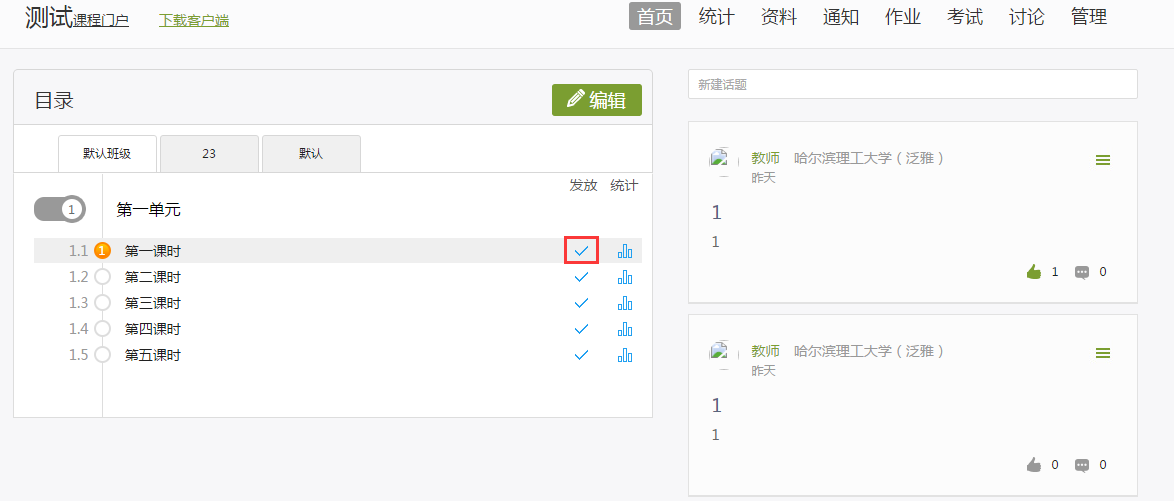 测试课程门户 下载客户端 首页 统计 资料 通知 作业 考试 讨论 管理
目录 编辑
默认班级 23 默认
发放 统计
1 第一单元
1.1 1 第一课时
1.2 第二课时
1.3 第三课时
1.4 第四课时
1.5 第五课时
新建话题
教师 哈尔滨理工大学（泛雅）
昨天
1
1
1 0
教师 哈尔滨理工大学（泛雅）
昨天
1
1
0 0